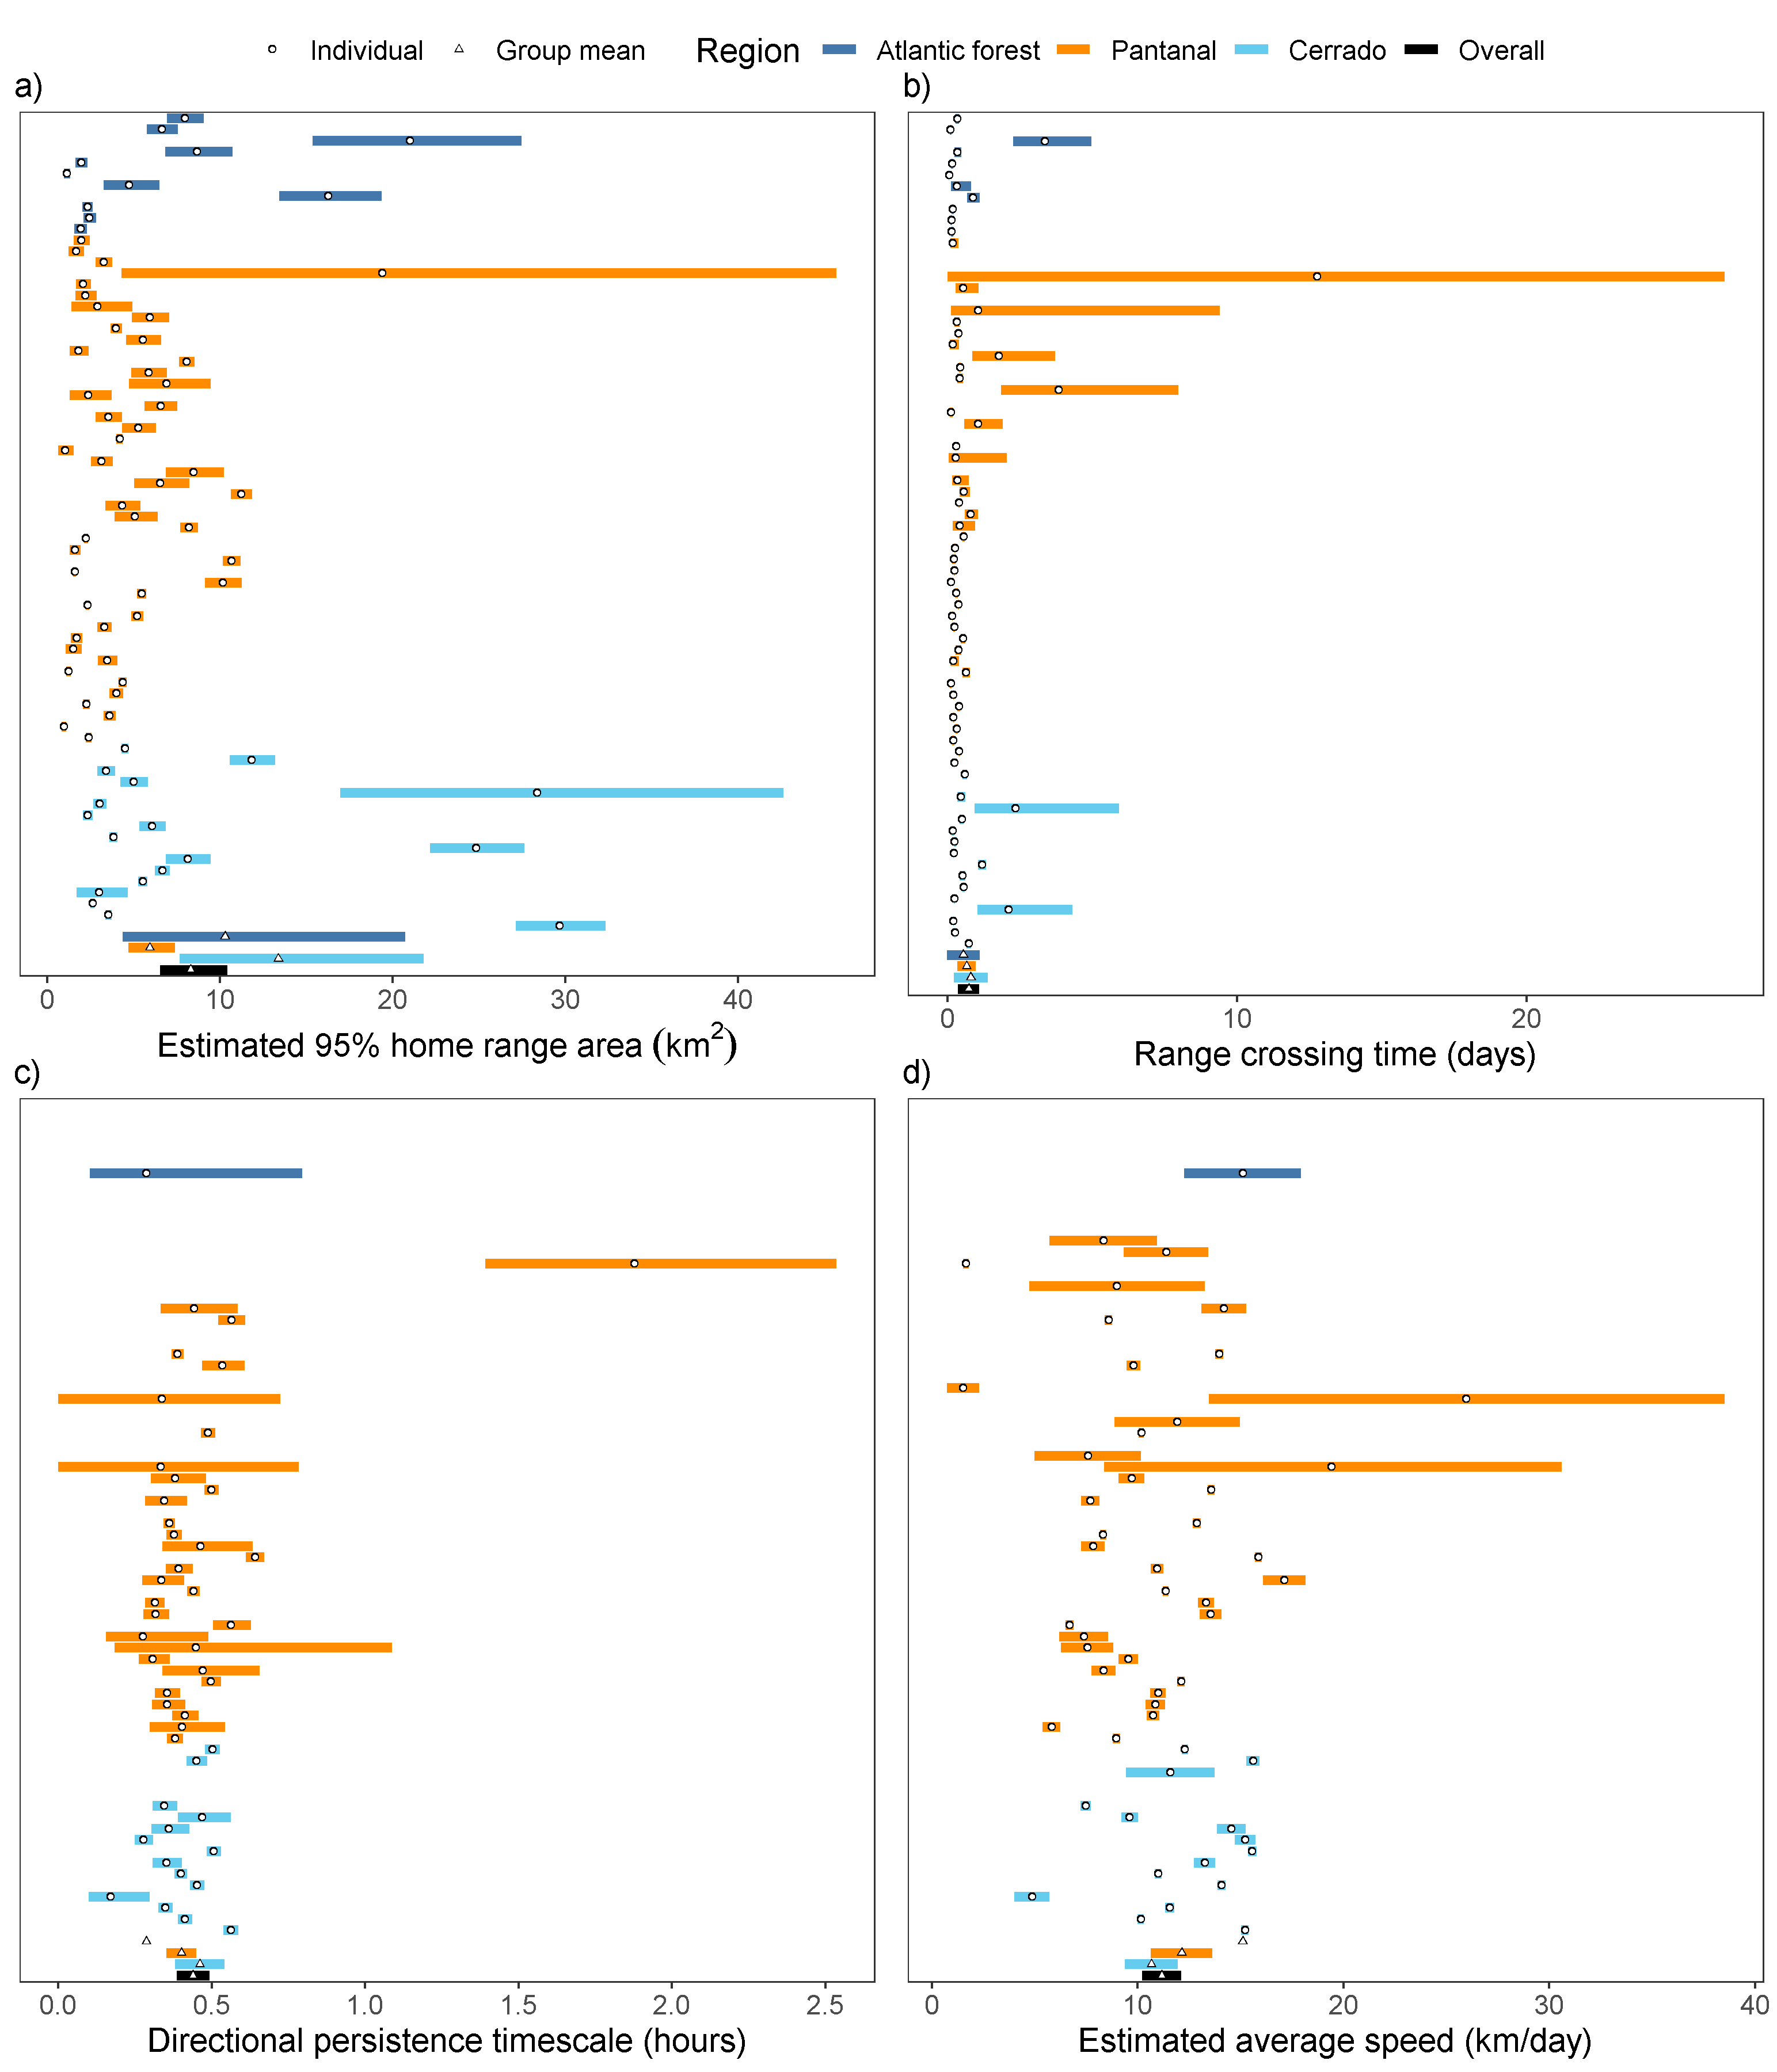 Individual Group mean Region Atlantic forest Pantanal Cerrado Overall
a) b)
0 10 20 30 40
Estimated 95% home range area (km²)
0 10 20
Range crossing time (days)
c) d)
0.0 0.5 1.0 1.5 2.0 2.5
Directional persistence timescale (hours)
0 10 20 30 40
Estimated average speed (km/day)